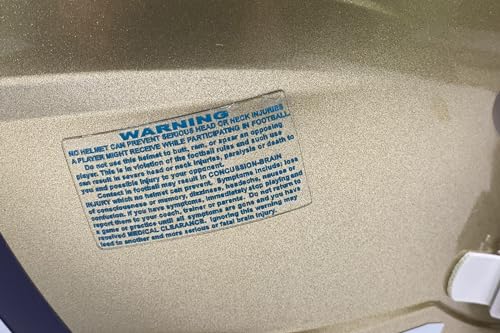 WARNING
NO HELMET CAN PREVENT SERIOUS HEAD OR NECK INJURIES
A PLAYER MIGHT RECEIVE WHILE PARTICIPATING IN FOOTBALL.
Do not use this helmet to butt, ram, or spear an opposing
player. This is in violation of the football rules and such use
can result in severe head or neck injuries, paralysis or death to
you and possible injury to your opponent.
Contact in football may result in CONCUSSION-BRAIN
INJURY which no helmet can prevent. Symptoms include: loss
of consciousness or memory, dizziness, headache, nausea or
confusion. If you have symptoms, immediately stop playing and
report them to your coach, trainer or parents. Do not return to
a game or practice until all symptoms are gone and you have
received MEDICAL CLEARANCE. Ignoring this warning may
lead to another and more serious or fatal brain injury.